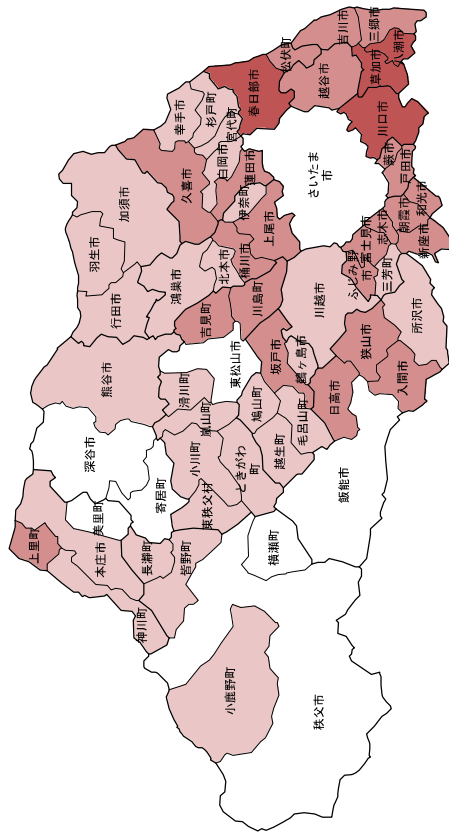 上里町
羽生市
深谷市
美里町
本庄市
熊谷市
行田市
加須市
神川町
長瀬町
寄居町
鴻巣市
幸手市
皆野町
久喜市
小川町
滑川町
吉見町
嵐山町
東秩父村
杉戸町
白岡市
北本市
小鹿野町
宮代町
東松山市
ときがわ
町
桶川市
伊奈町
蓮田市
春日部市
鳩山町
川島町
上尾市
横瀬町
越生町
坂戸市
松伏町
毛呂山町
鶴ヶ島市
さいたま
市
秩父市
川越市
越谷市
日高市
飯能市
吉川市
ふじみ野
市
富士見市
狭山市
三郷市
草加市
川口市
志木市
三芳町
蕨市
入間市
朝霞市
戸田市
八潮市
所沢市
新座市
和光市